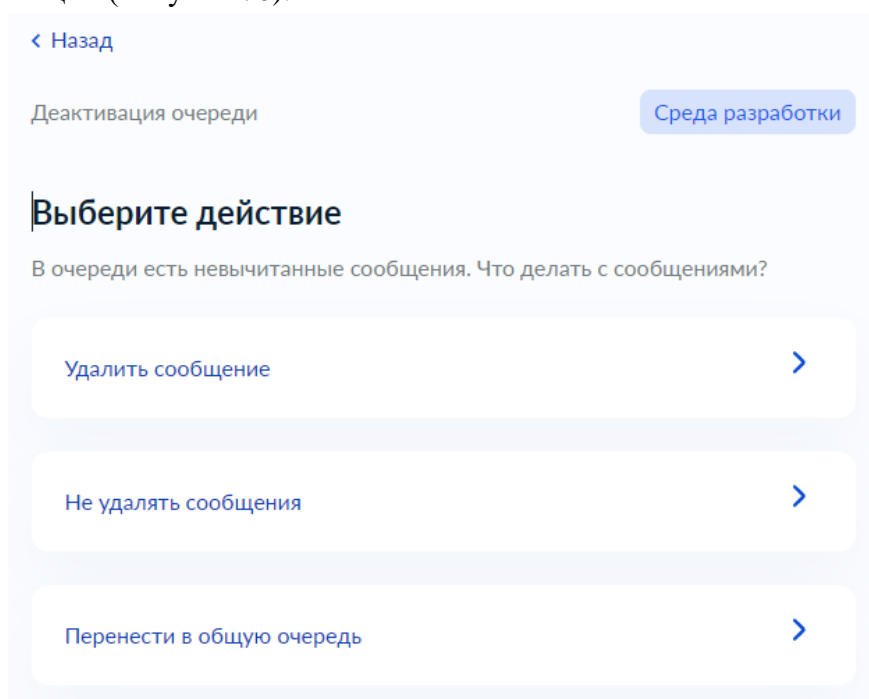 Назад
Деактивация очереди
Среда разработки
Выберите действие
В очереди есть невычитанные сообщения. Что делать с сообщениями?
Удалить сообщение
Не удалять сообщения
Перенести в общую очередь